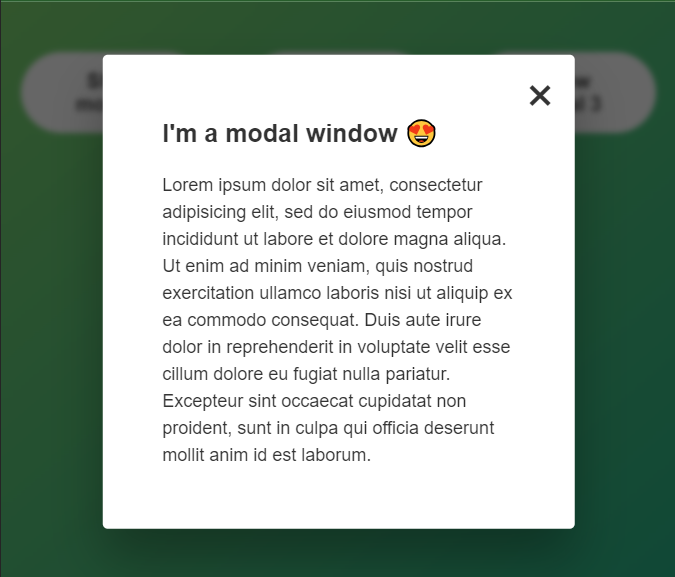 I'm a modal window 😍
Lorem ipsum dolor sit amet, consectetur
adipisicing elit, sed do eiusmod tempor
incididunt ut labore et dolore magna aliqua.
Ut enim ad minim veniam, quis nostrud
exercitation ullamco laboris nisi ut aliquip ex
ea commodo consequat. Duis aute irure
dolor in reprehenderit in voluptate velit esse
cillum dolore eu fugiat nulla pariatur.
Excepteur sint occaecat cupidatat non
proident, sunt in culpa qui officia deserunt
mollit anim id est laborum.